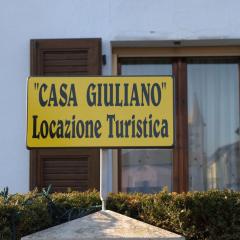 "CASA GIULIANO"
Locazione Turistica